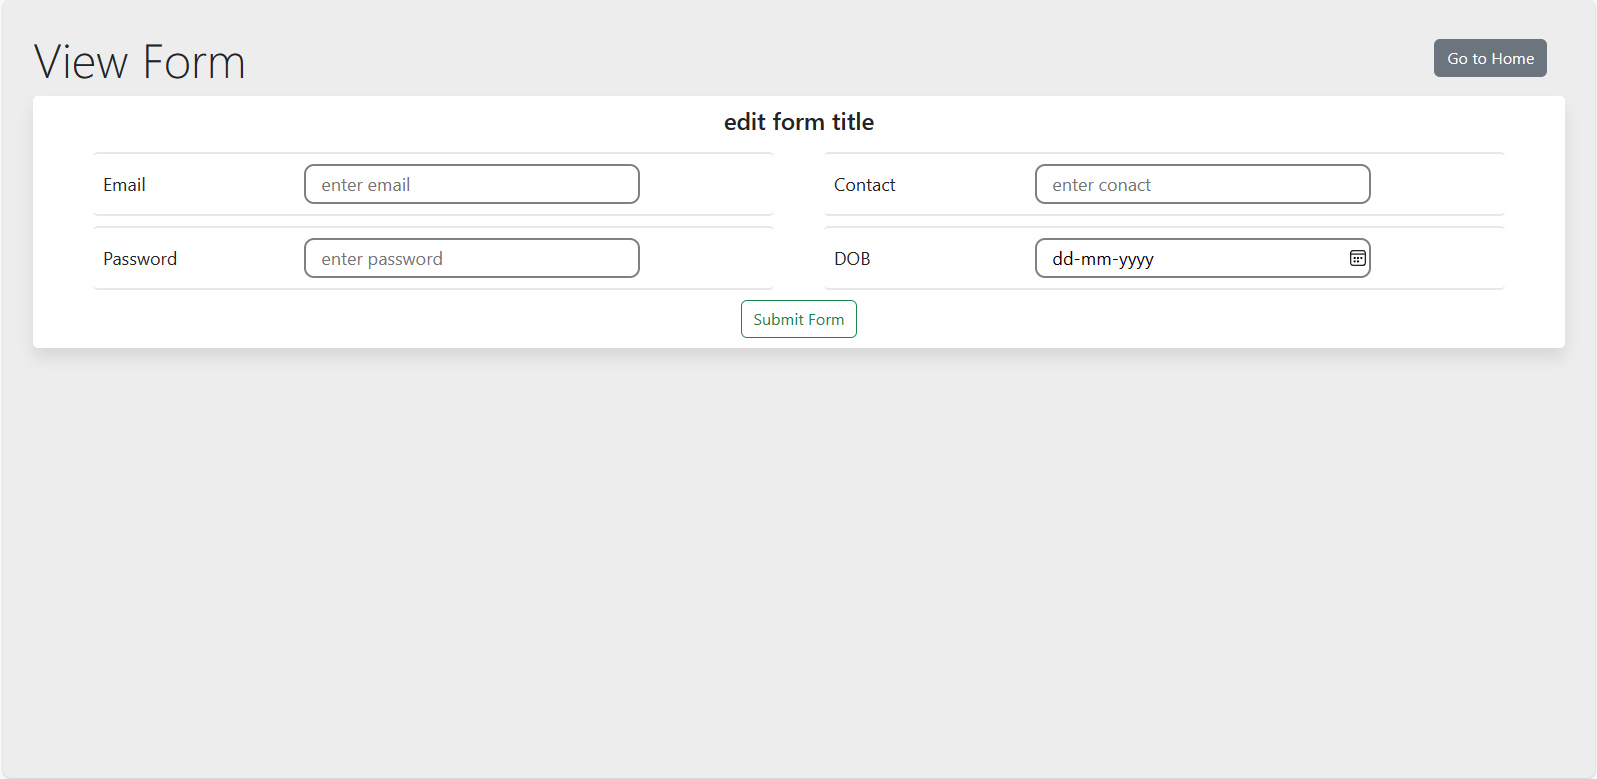 View Form
Go to Home
edit form title
Email
enter email
Contact
enter conact
Password
enter password
DOB
dd-mm-yyyy
Submit Form